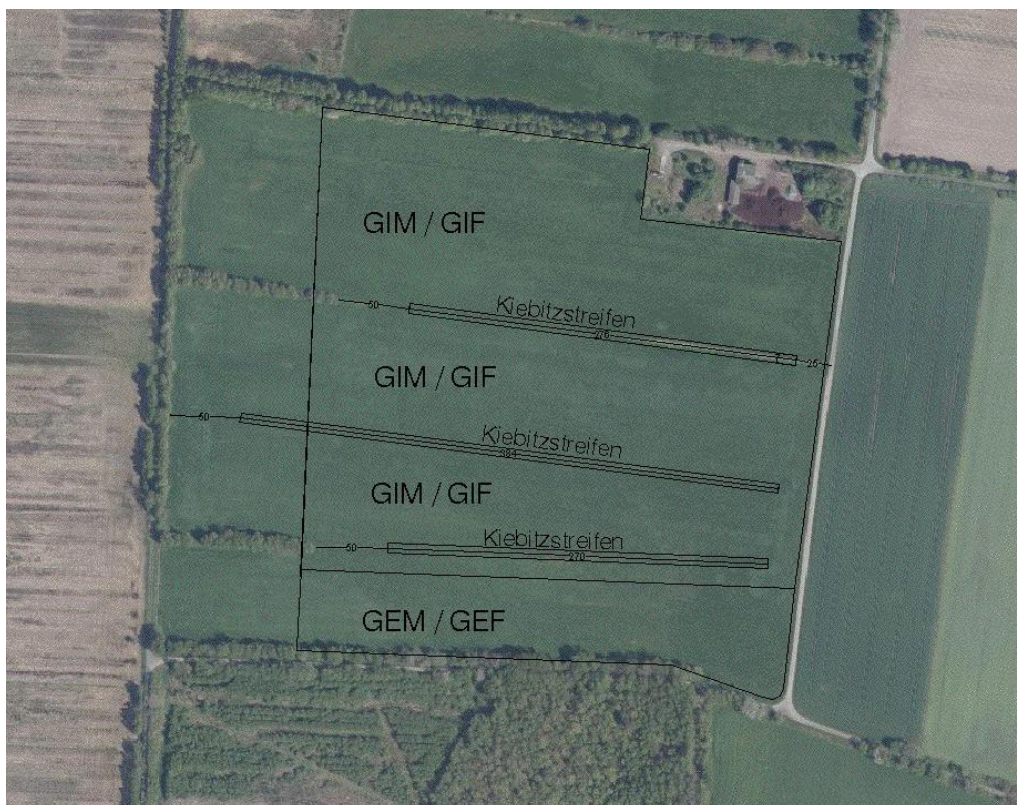 GIM / GIF
Kiebitzstreifen
50
276
25
GIM / GIF
Kiebitzstreifen
50
384
GIM / GIF
Kiebitzstreifen
50
270
GEM / GEF